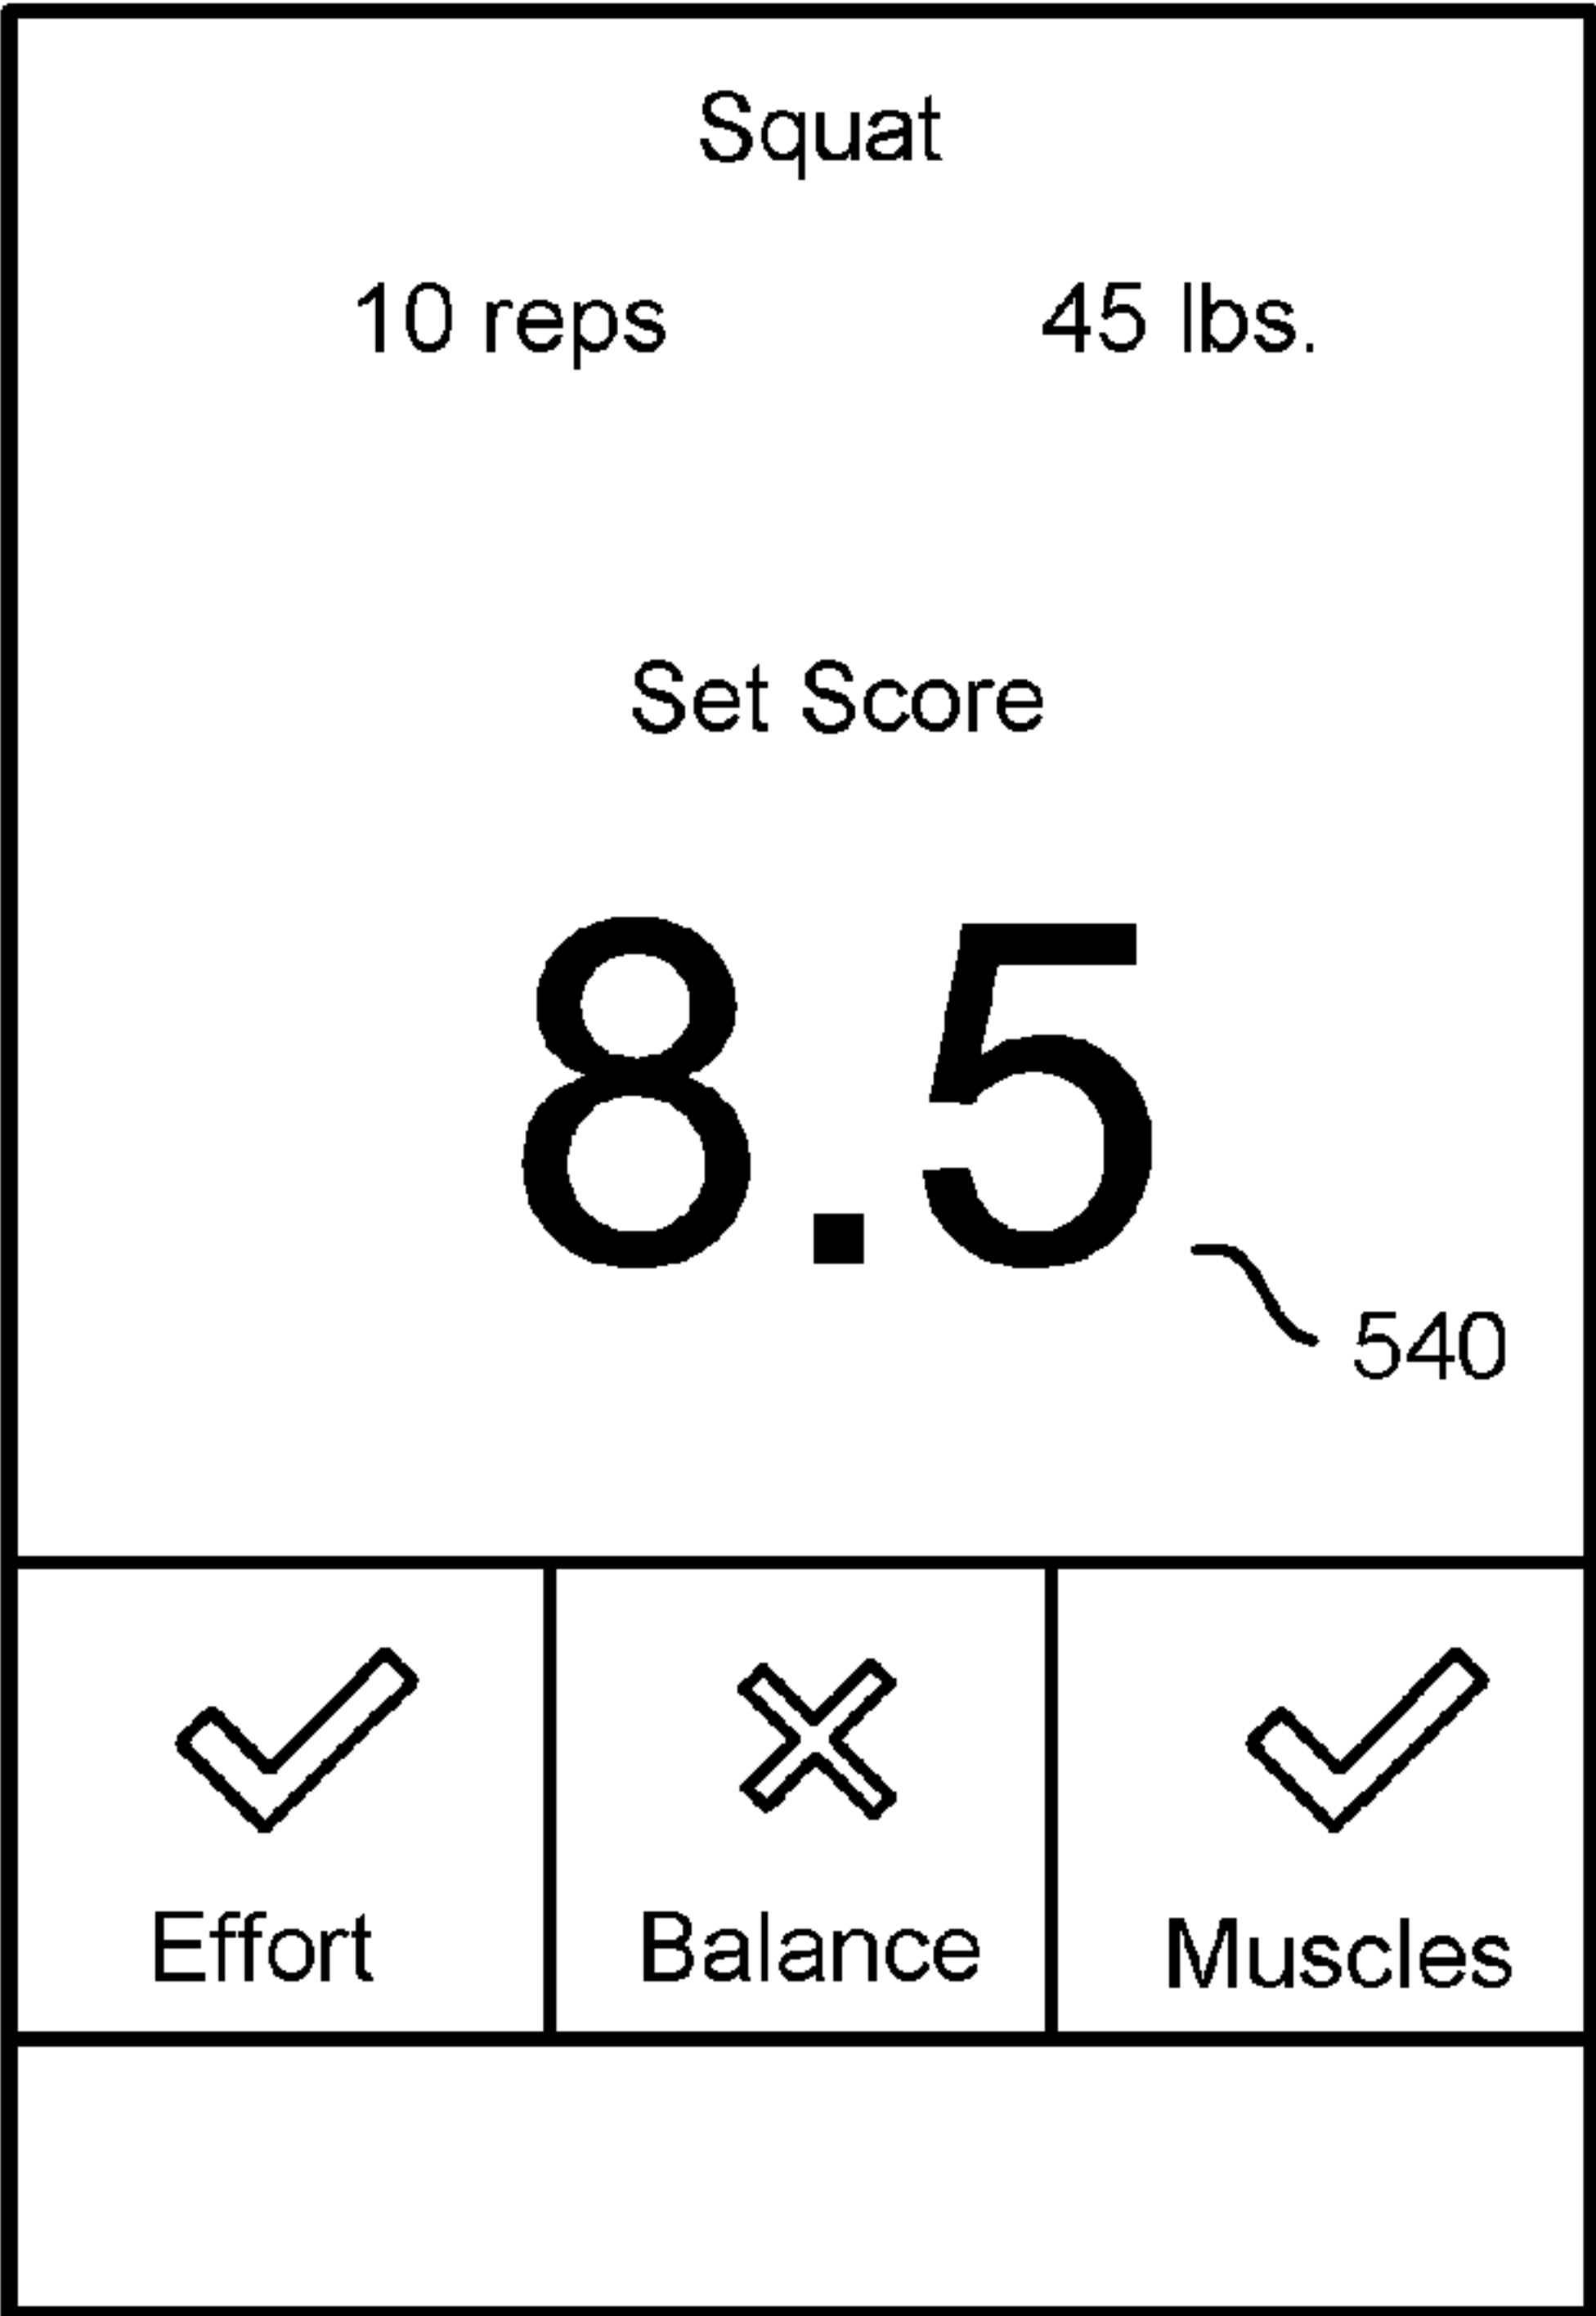 Squat
10 reps 45 lbs.
Set Score
8.5
540
Effort Balance Muscles